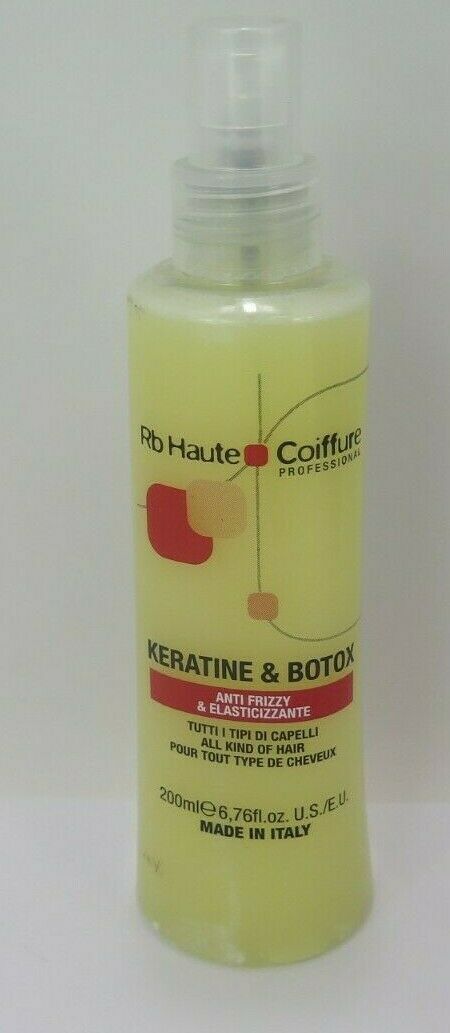 Rb Haute Coiffure
PROFESSIONAL
KERATINE & BOTOX
ANTI FRIZZY
& ELASTICIZZANTE
TUTTI I TIPI DI CAPELLI
ALL KIND OF HAIR
POUR TOUT TYPE DE CHEVEUX
200ml℮6,76fl.oz. U.S./E.U.
MADE IN ITALY